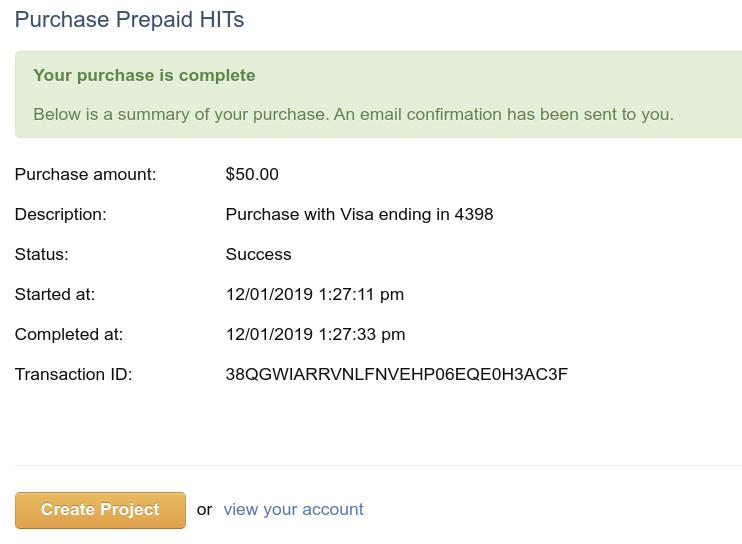 Purchase Prepaid HITs
Your purchase is complete
Below is a summary of your purchase. An email confirmation has been sent to you.
Purchase amount: $50.00
Description: Purchase with Visa ending in 4398
Status: Success
Started at: 12/01/2019 1:27:11 pm
Completed at: 12/01/2019 1:27:33 pm
Transaction ID: 38QGWIARRVNLFNVEHP06EQE0H3AC3F
Create Project or view your account